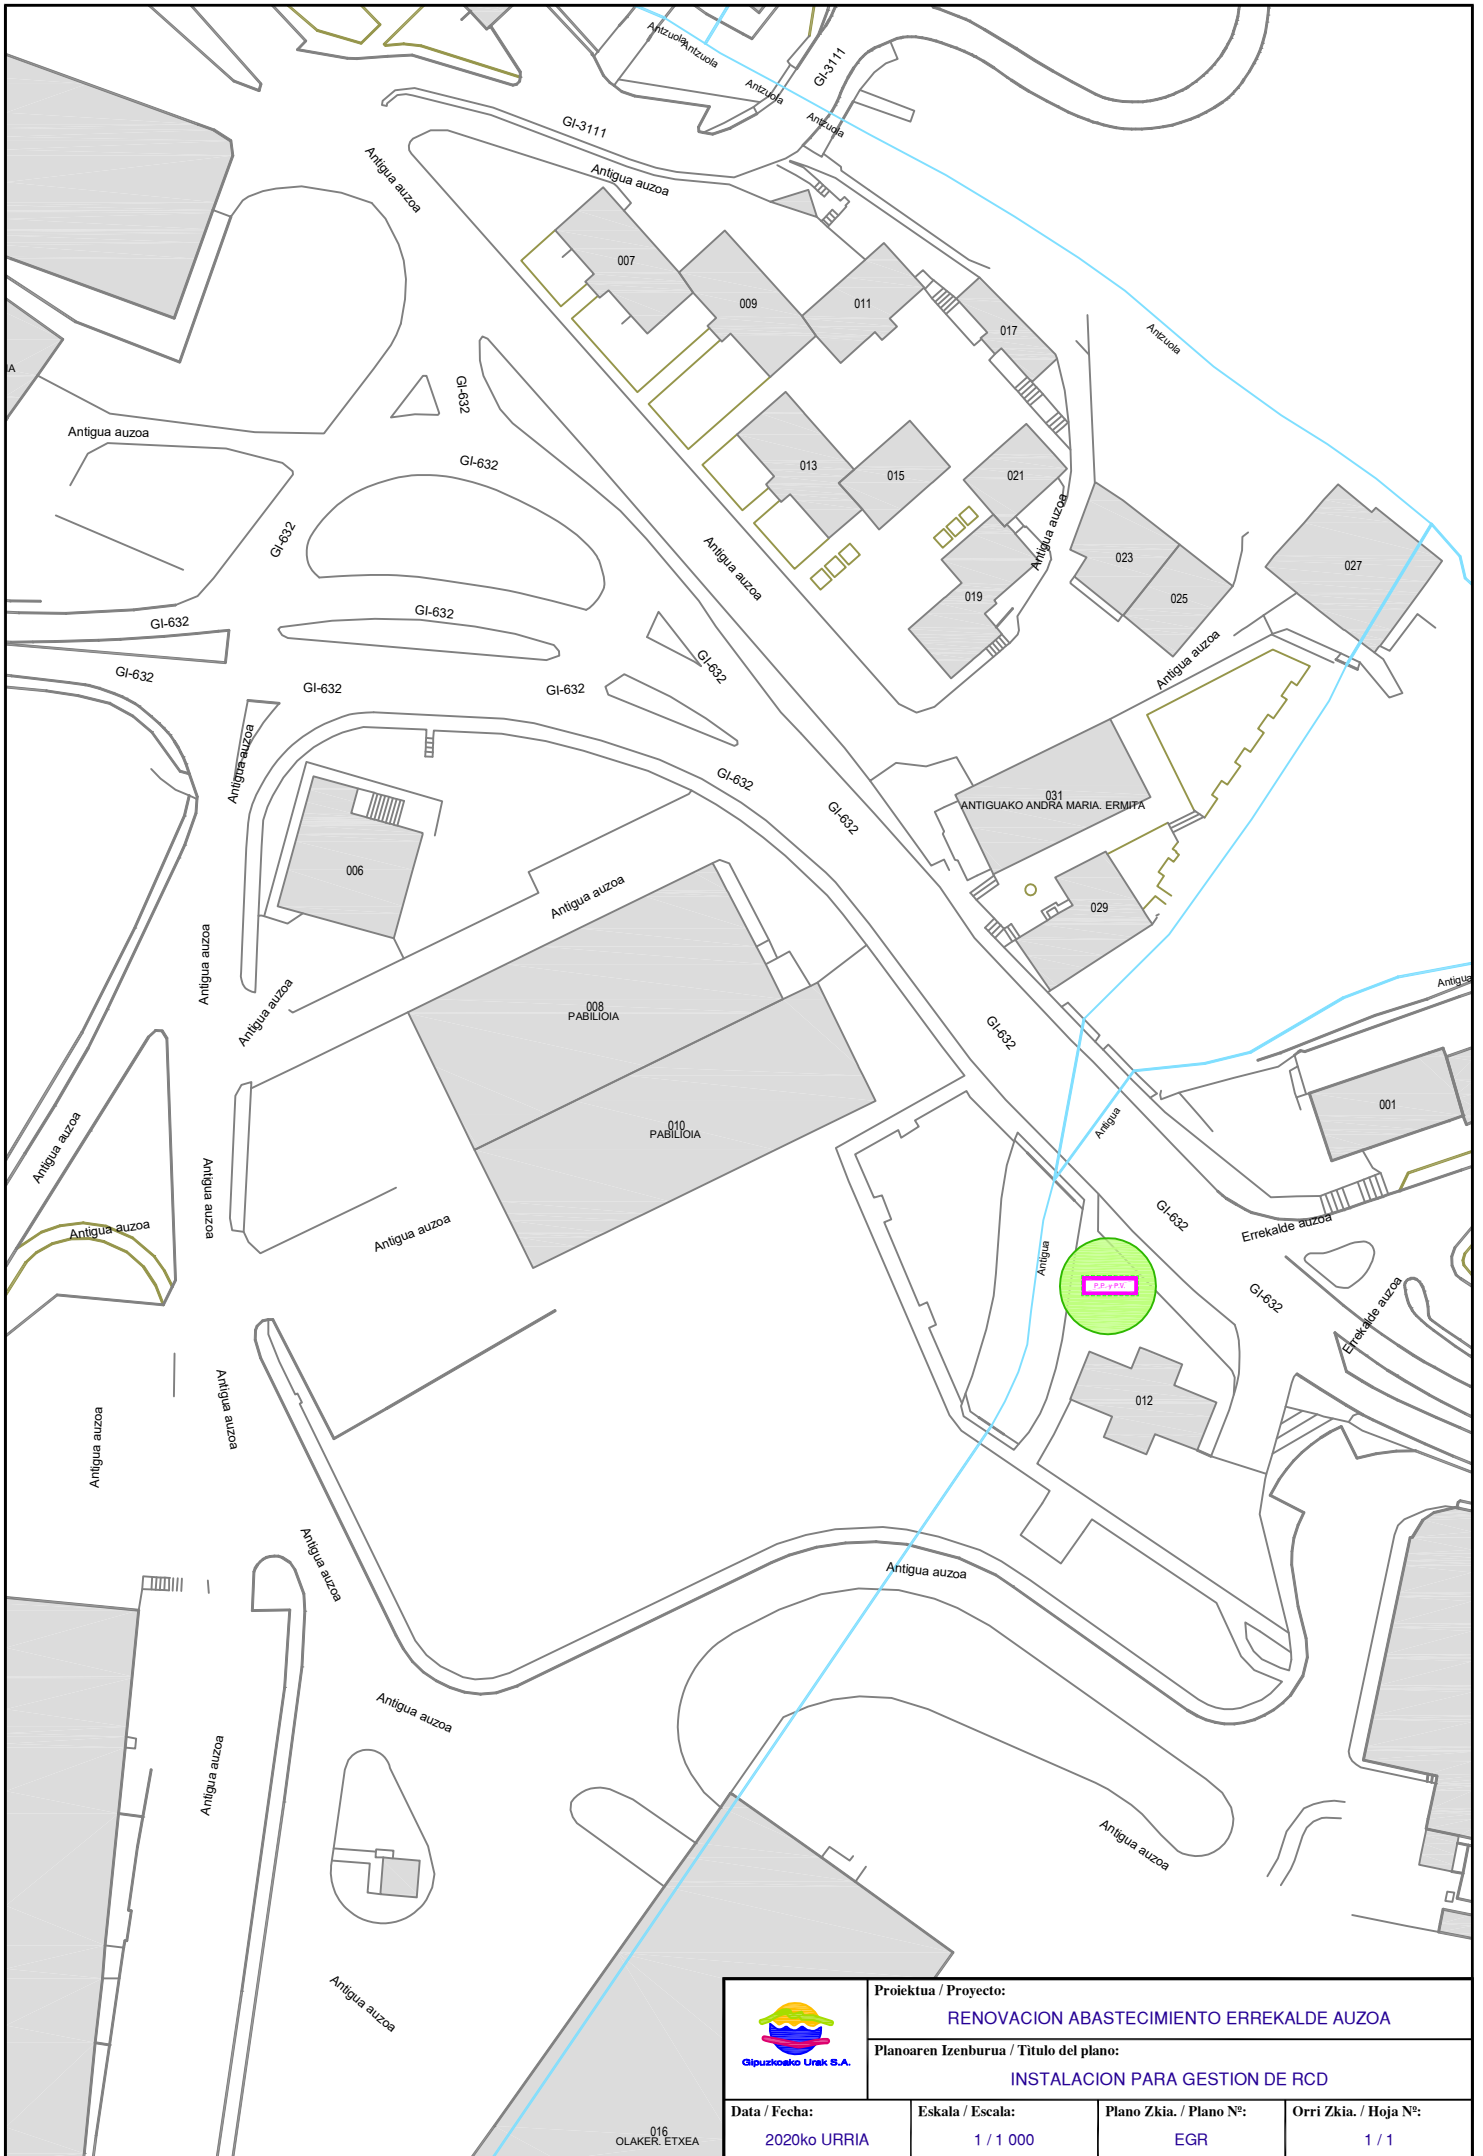 Antzuola
Antzuola
Antzuola
Antzuola
GI-3111
GI-3111
Antigua auzoa
Antigua auzoa
007
009
011
017
Antzuola
GI-632
Antigua auzoa
GI-632
013
015
021
GI-632
Antigua auzoa
Antigua auzoa
023
027
019
025
GI-632
GI-632
GI-632
GI-632
GI-632
GI-632
Antigua auzoa
Antigua auzoa
GI-632
GI-632
031
ANTIGUAKO ANDRA MARIA. ERMITA
006
Antigua auzoa
029
Antigua auzoa
Antigua auzoa
008
PABILIOIA
GI-632
Antigua
001
010
PABILIOIA
Antigua
Antigua auzoa
Antigua auzoa
Antigua auzoa
Antigua auzoa
GI-632
Errekalde auzoa
Antigua
P.P. y P.V.
GI-632
Errekalde auzoa
012
Antigua auzoa
Antigua auzoa
Antigua auzoa
Antigua auzoa
Antigua auzoa
Antigua auzoa
Antigua auzoa
Antigua auzoa
016
OLAKER. ETXEA
Gipuzkoako Urak S.A.
Proiektua / Proyecto:
RENOVACION ABASTECIMIENTO ERREKALDE AUZOA
Planoaren Izenburua / Titulo del plano:
INSTALACION PARA GESTION DE RCD
Data / Fecha:
2020ko URRIA
Eskala / Escala:
1 / 1 000
Plano Zkia. / Plano Nº:
EGR
Orri Zkia. / Hoja Nº:
1 / 1